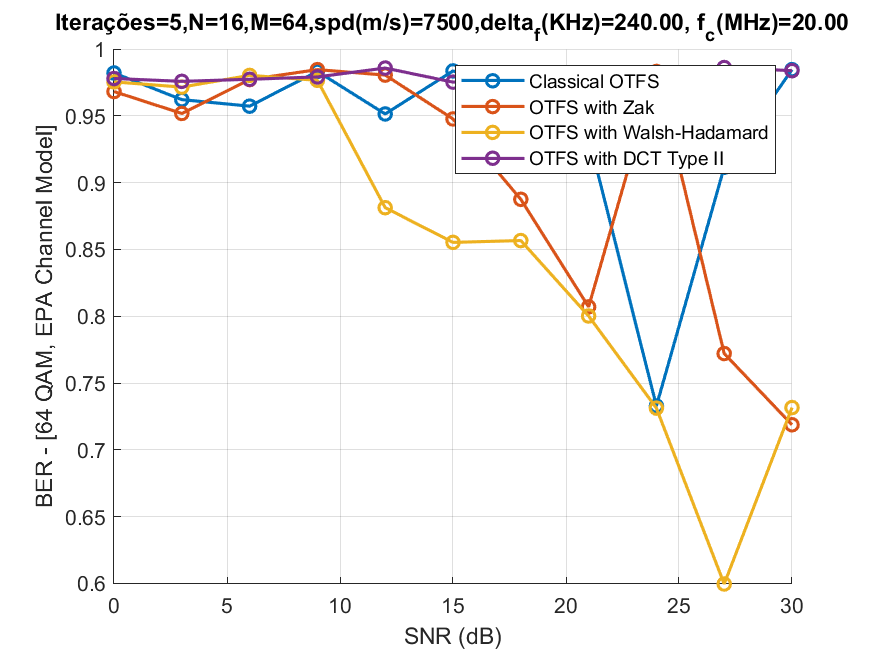 Iterações=5,N=16,M=64,spd(m/s)=7500,delta_f(KHz)=240.00, f_c(MHz)=20.00
1
0.95
0.9
0.85
0.8
0.75
0.7
0.65
0.6
BER - [64 QAM, EPA Channel Model]
Classical OTFS
OTFS with Zak
OTFS with Walsh-Hadamard
OTFS with DCT Type II
0 5 10 15 20 25 30
SNR (dB)